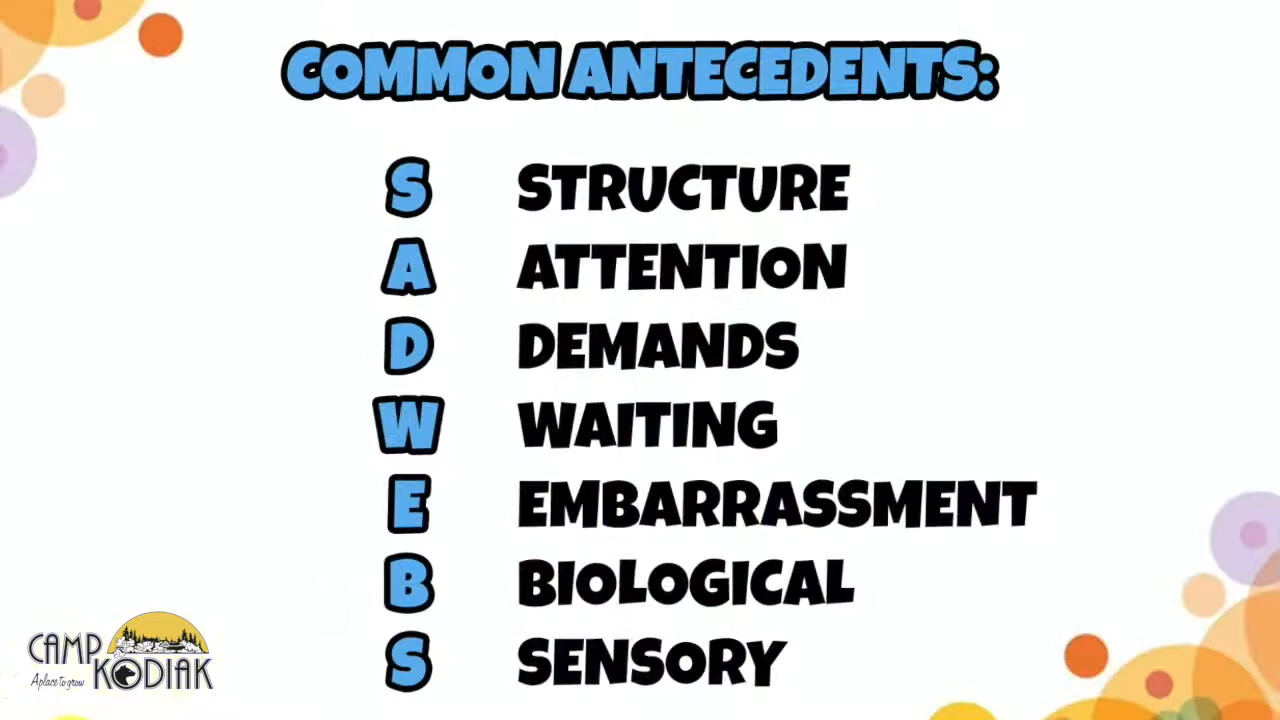 COMMON ANTECEDENTS:
S STRUCTURE
A ATTENTION
D DEMANDS
W WAITING
E EMBARRASSMENT
B BIOLOGICAL
S SENSORY
CAMP
KODIAK
A place to grow